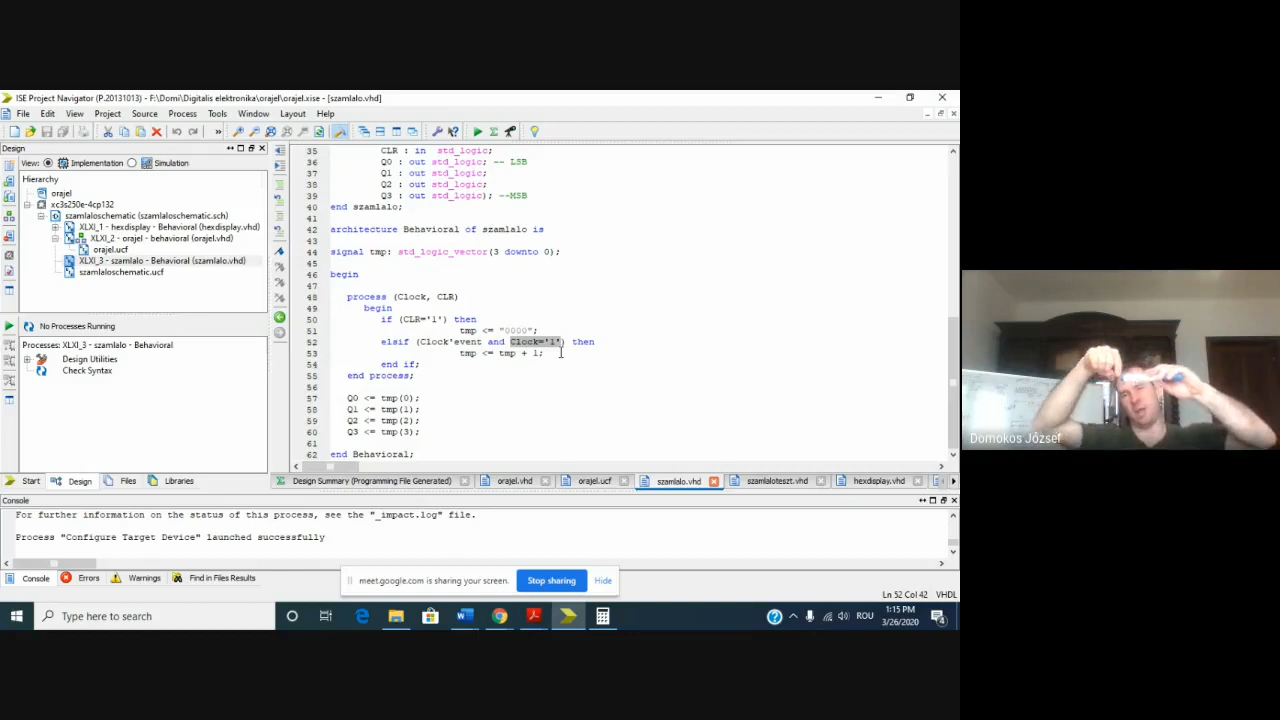 ISE Project Navigator (P.20131013) - F:\Domi\Digitalis elektronika\orajel\orajel.xise - [szamlalo.vhd]
File Edit View Project Source Process Tools Window Layout Help
Design
View: Implementation Simulation
Hierarchy
orajel
xc3s250e-4cp132
szamlaloschematic (szamlaloschematic.sch)
XLXI_1 - hexdisplay - Behavioral (hexdisplay.vhd)
XLXI_2 - orajel - behavioral (orajel.vhd)
orajel.ucf
XLXI_3 - szamlalo - Behavioral (szamlalo.vhd)
szamlaloschematic.ucf
No Processes Running
Processes: XLXI_3 - szamlalo - Behavioral
Design Utilities
Check Syntax
35 CLR : in std_logic;
36 Q0 : out std_logic; -- LSB
37 Q1 : out std_logic;
38 Q2 : out std_logic;
39 Q3 : out std_logic); --MSB
40 end szamlalo;
41
42 architecture Behavioral of szamlalo is
43
44 signal tmp: std_logic_vector(3 downto 0);
45
46 begin
47
48 process (Clock, CLR)
49 begin
50 if (CLR='1') then
51 tmp <= "0000";
52 elsif (Clock'event and Clock='1') then
53 tmp <= tmp + 1;
54 end if;
55 end process;
56
57 Q0 <= tmp(0);
58 Q1 <= tmp(1);
59 Q2 <= tmp(2);
60 Q3 <= tmp(3);
61
62 end Behavioral;
Start Design Files Libraries
Design Summary (Programming File Generated) orajel.vhd orajel.ucf szamlalo.vhd szamlaloteszt.vhd hexdisplay.vhd
Console
For further information on the status of this process, see the "_impact.log" file.
Process "Configure Target Device" launched successfully
Console Errors Warnings Find in Files Results
meet.google.com is sharing your screen. Stop sharing Hide
Ln 52 Col 42 VHDL
Type here to search
ROU
1:15 PM
3/26/2020
4
Domokos József